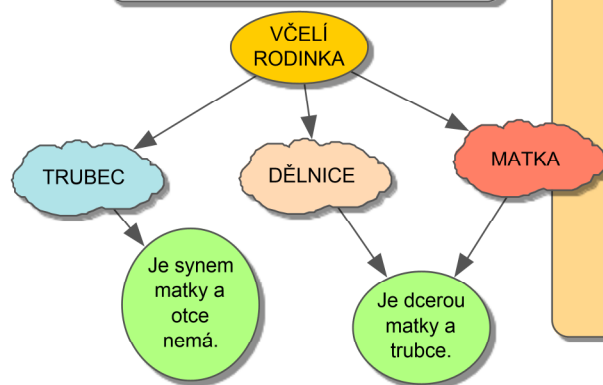 VČELÍ
RODINKA
TRUBEC
DĚLNICE
MATKA
Je synem
matky a
otce
nemá.
Je dcerou
matky a
trubce.